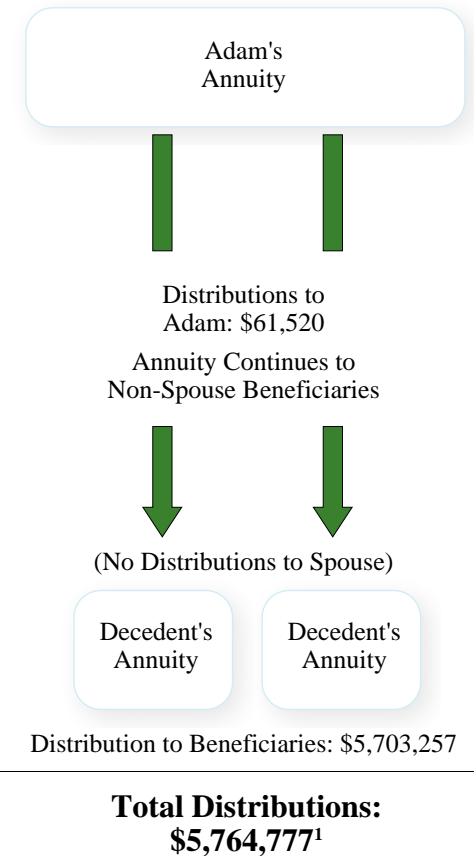 Adam's
Annuity
Distributions to
Adam: $61,520
Annuity Continues to
Non-Spouse Beneficiaries
(No Distributions to Spouse)
Decedent's
Annuity
Decedent's
Annuity
Distribution to Beneficiaries: $5,703,257
Total Distributions:
$5,764,777¹